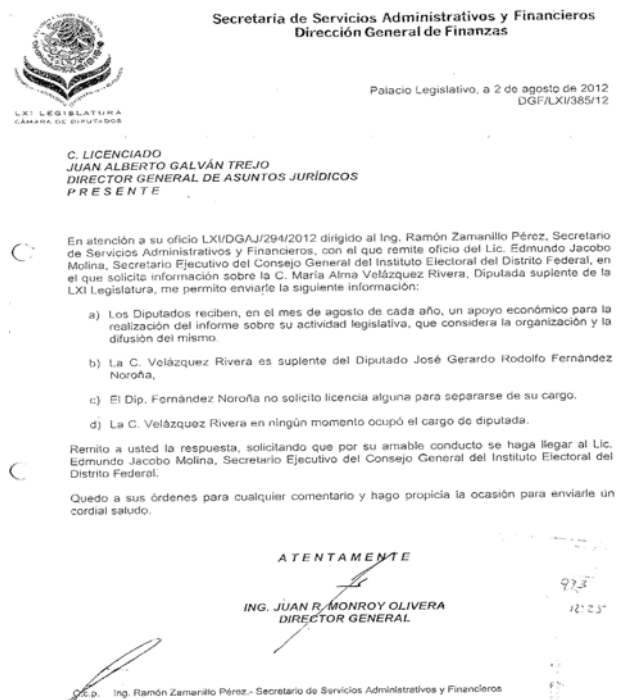 Secretaría de Servicios Administrativos y Financieros
Dirección General de Finanzas
Palacio Legislativo, a 2 de agosto de 2012
DGF/LXI/385/12
LXI LEGISLATURA
CÁMARA DE DIPUTADOS
C. LICENCIADO
JUAN ALBERTO GALVÁN TREJO
DIRECTOR GENERAL DE ASUNTOS JURÍDICOS
P R E S E N T E
En atención a su oficio LXI/DGAJ/294/2012 dirigido al Ing. Ramón Zamanillo Pérez, Secretario
de Servicios Administrativos y Financieros, con el que remite oficio del Lic. Edmundo Jacobo
Molina, Secretario Ejecutivo del Consejo General del Instituto Electoral del Distrito Federal, en
el que solicita información sobre la C. María Alma Velázquez Rivera, Diputada suplente de la
LXI Legislatura, me permito enviarle la siguiente información:
a) Los Diputados reciben, en el mes de agosto de cada año, un apoyo económico para la
realización del informe sobre su actividad legislativa, que considera la organización y la
difusión del mismo.
b) La C. Velázquez Rivera es suplente del Diputado José Gerardo Rodolfo Fernández
Noroña,
c) El Dip. Fernández Noroña no solicito licencia alguna para separarse de su cargo.
d) La C. Velázquez Rivera en ningún momento ocupó el cargo de diputada.
Remito a usted la respuesta, solicitando que por su amable conducto se haga llegar al Lic.
Edmundo Jacobo Molina, Secretario Ejecutivo del Consejo General del Instituto Electoral del
Distrito Federal.
Quedo a sus órdenes para cualquier comentario y hago propicia la ocasión para enviarle un
cordial saludo.
A T E N T A M E N T E
ING. JUAN R. MONROY OLIVERA
DIRECTOR GENERAL
973
12:25
C.c.p. Ing. Ramón Zamanillo Pérez.- Secretario de Servicios Administrativos y Financieros